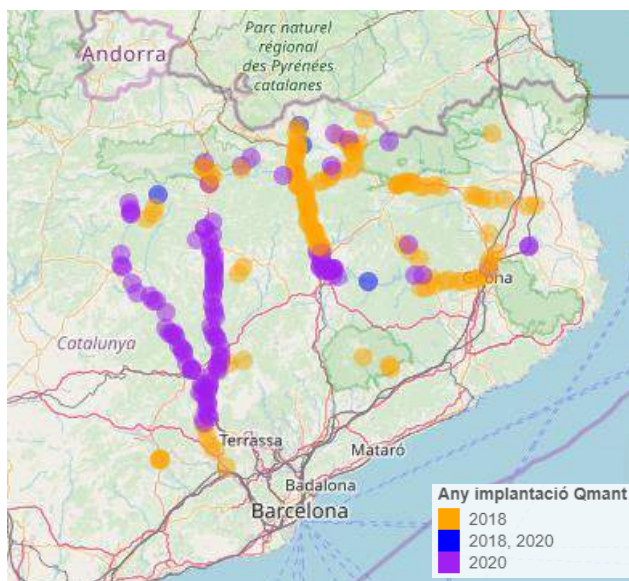 Parc naturel
régional
des Pyrénées
catalanes
Andorra
Girona
Catalunya
Terrassa
Mataró
Badalona
Barcelona
Any implantació Qmant
2018
2018, 2020
2020